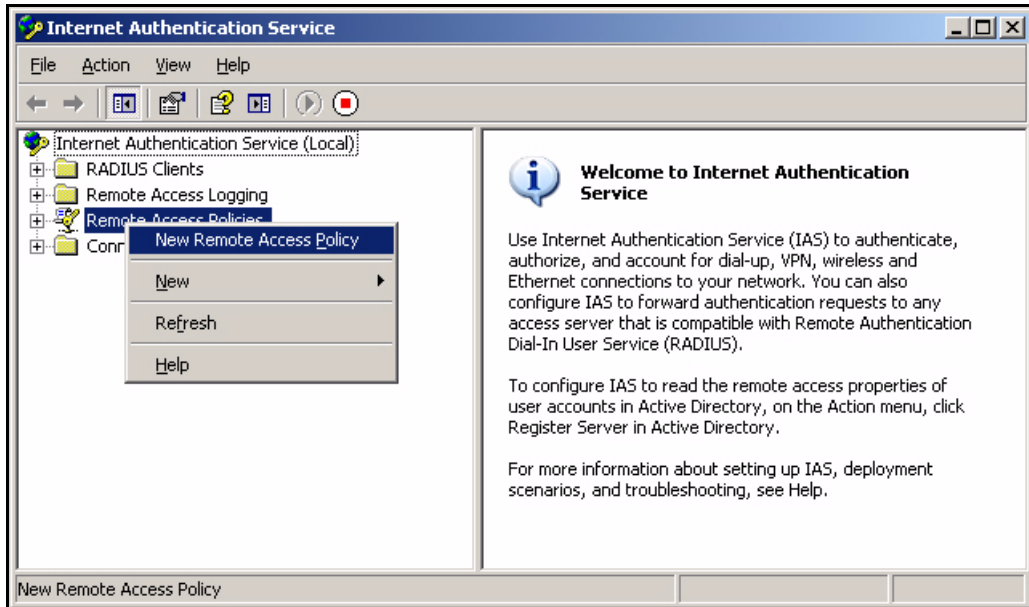 Internet Authentication Service
File Action View Help
Internet Authentication Service (Local)
RADIUS Clients
Remote Access Logging
Remote Access Policies
Conn
New Remote Access Policy
New
Refresh
Help
Welcome to Internet Authentication
Service
Use Internet Authentication Service (IAS) to authenticate,
authorize, and account for dial-up, VPN, wireless and
Ethernet connections to your network. You can also
configure IAS to forward authentication requests to any
access server that is compatible with Remote Authentication
Dial-In User Service (RADIUS).
To configure IAS to read the remote access properties of
user accounts in Active Directory, on the Action menu, click
Register Server in Active Directory.
For more information about setting up IAS, deployment
scenarios, and troubleshooting, see Help.
New Remote Access Policy